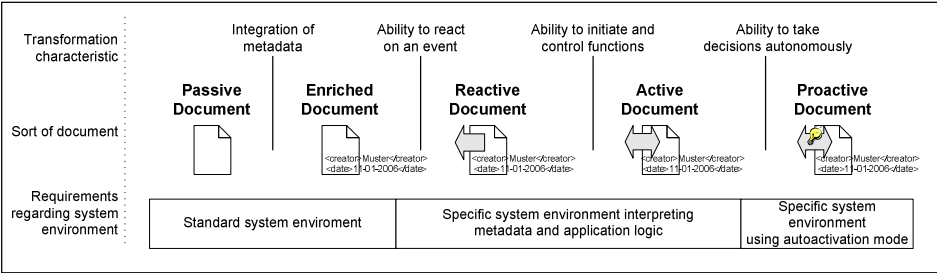 Transformation
characteristic
Integration of
metadata
Ability to react
on an event
Ability to initiate and
control functions
Ability to take
decisions autonomously
Sort of document
Passive
Document
Enriched
Document
<creator>Muster</creator>
<date>11-01-2006</date>
Reactive
Document
<creator>Muster</creator>
<date>11-01-2006</date>
Active
Document
<creator>Muster</creator>
<date>11-01-2006</date>
Proactive
Document
<creator>Muster</creator>
<date>11-01-2006</date>
Requirements
regarding system
environment
Standard system enviroment
Specific system environment interpreting
metadata and application logic
Specific system
environment
using autoactivation mode